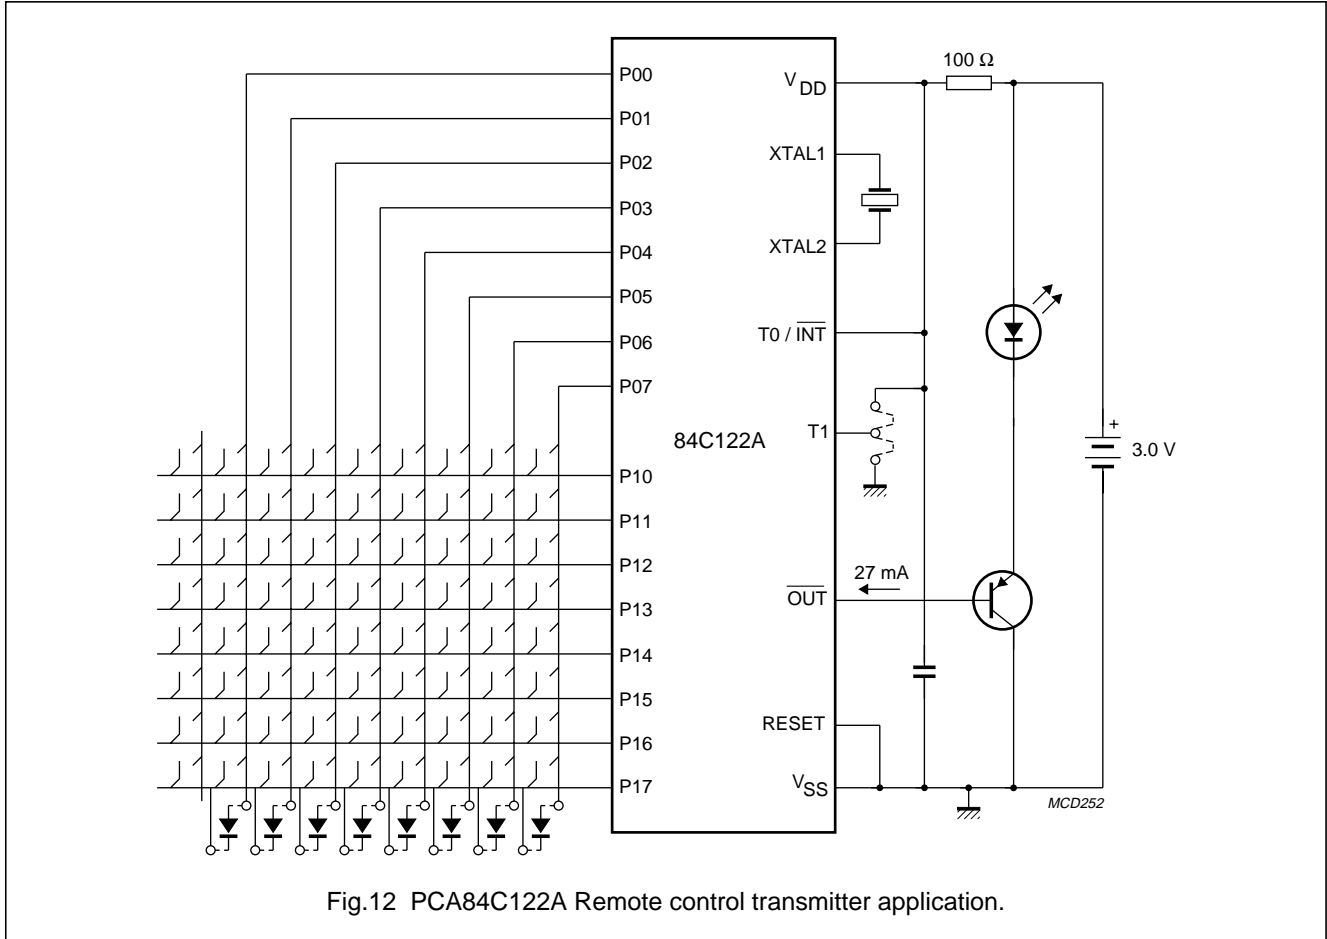 100 Ω
P00
V DD
P01
XTAL1
P02
P03
XTAL2
P04
P05
T0 / INT
P06
P07
T1
84C122A
+
3.0 V
P10
P11
P12
27 mA
OUT
P13
P14
P15
RESET
P16
P17
VSS
MCD252
Fig.12 PCA84C122A Remote control transmitter application.